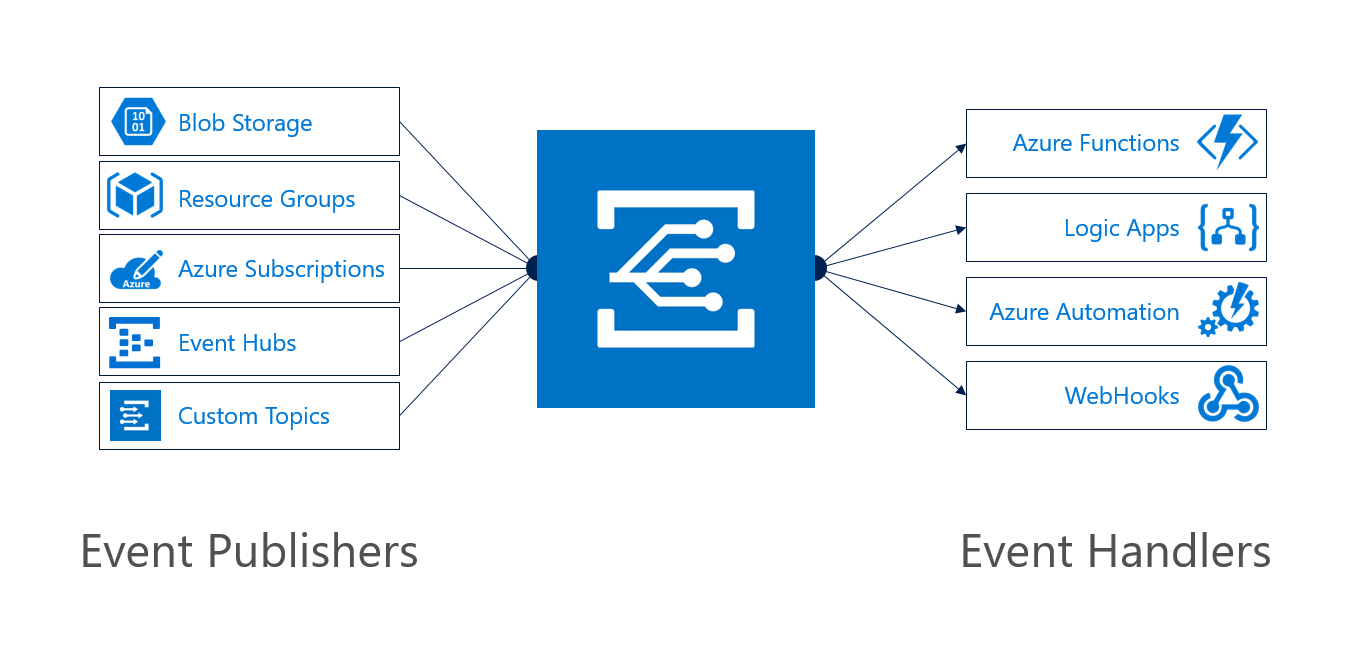 Blob Storage
Resource Groups
Azure
Azure Subscriptions
Event Hubs
Custom Topics
Azure Functions
Logic Apps
Azure Automation
WebHooks
10
01
Event Publishers
Event Handlers